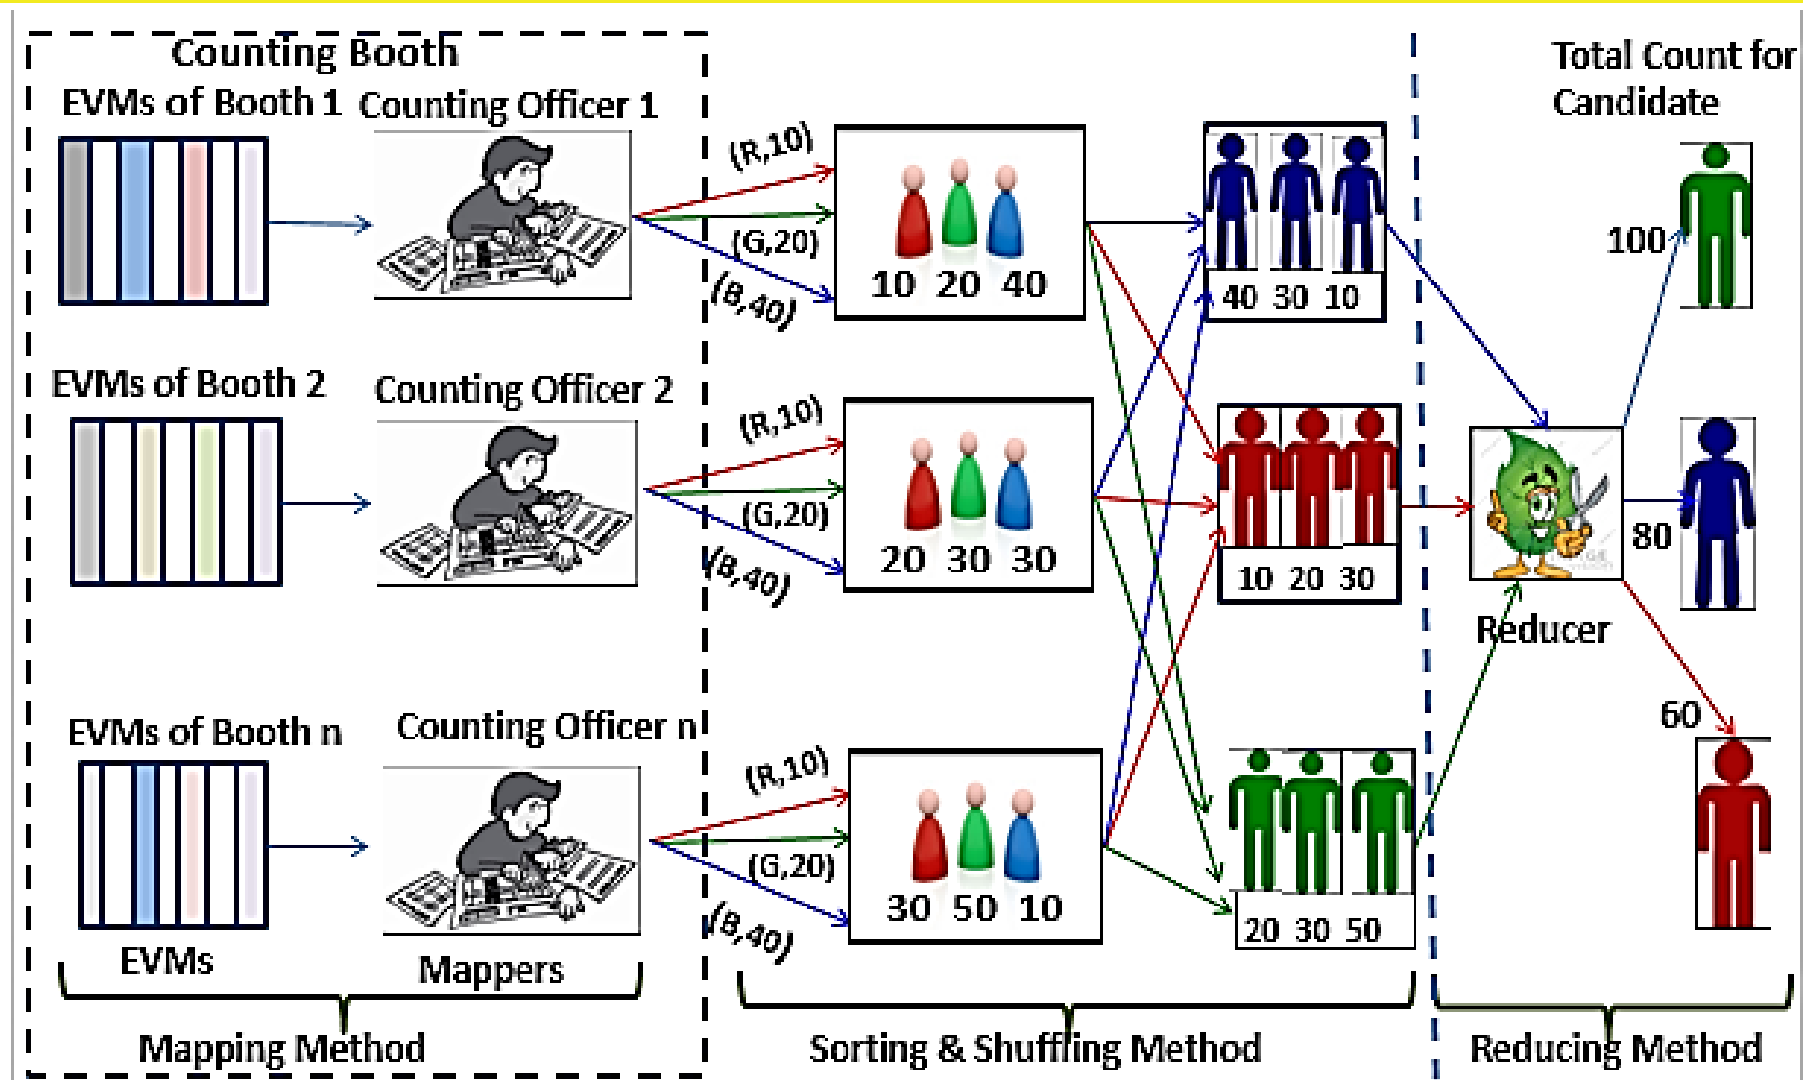 Counting Booth
EVMs of Booth 1
Counting Officer 1
(R,10)
(G,20)
(B,40)
10 20 40
40 30 10
Total Count for
Candidate
100
EVMs of Booth 2
Counting Officer 2
(R,10)
(G,20)
(B,40)
20 30 30
10 20 30
Reducer
80
60
EVMs of Booth n
Counting Officer n
(R,10)
(G,20)
(B,40)
30 50 10
20 30 50
EVMs
Mappers
Mapping Method
Sorting & Shuffling Method
Reducing Method